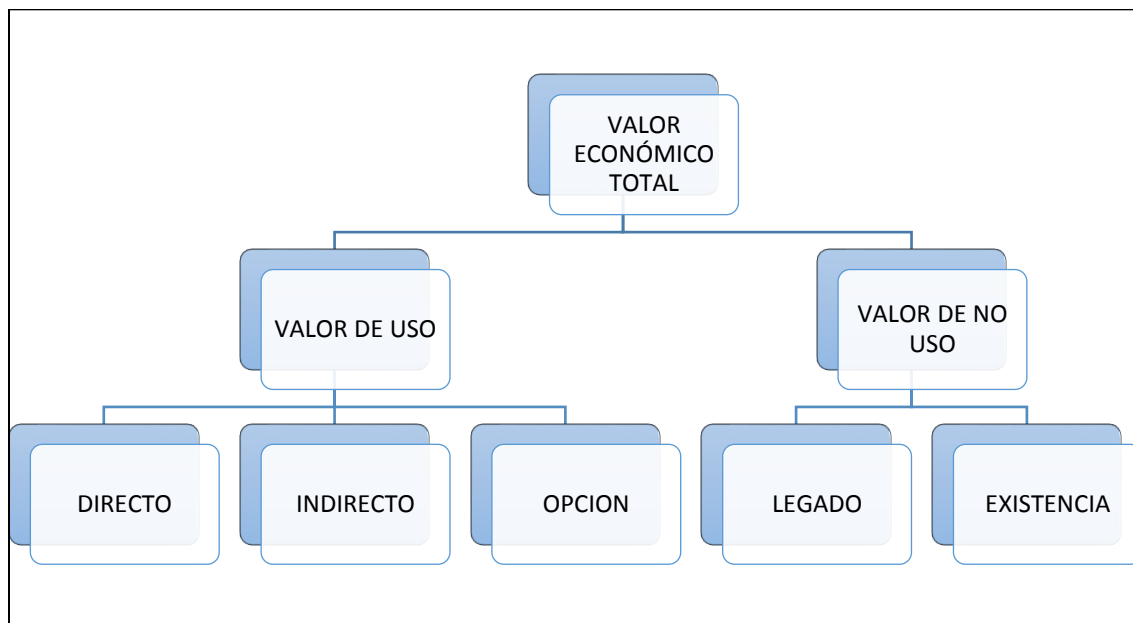 VALOR
ECONÓMICO
TOTAL
VALOR DE USO
VALOR DE NO
USO
DIRECTO
INDIRECTO
OPCION
LEGADO
EXISTENCIA